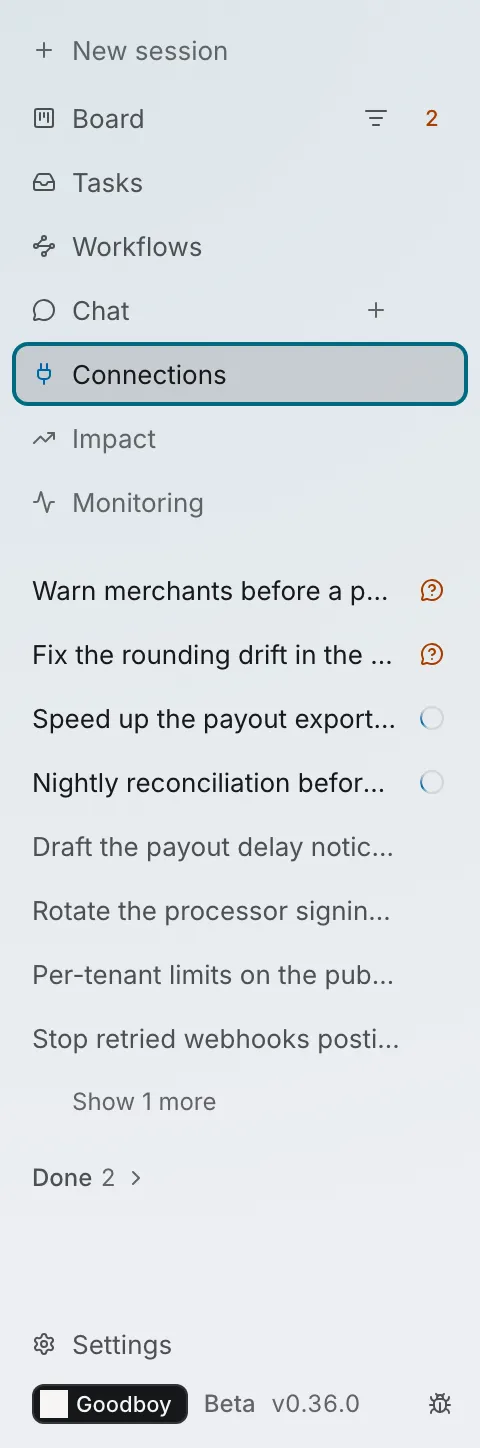 New session
Board 2
Tasks
Workflows
Chat
Connections
Impact
Monitoring
Warn merchants before a p...
Fix the rounding drift in the ...
Speed up the payout export...
Nightly reconciliation befor...
Draft the payout delay notic...
Rotate the processor signin...
Per-tenant limits on the pub...
Stop retried webhooks posti...
Show 1 more
Done 2
Settings
Goodboy Beta v0.36.0